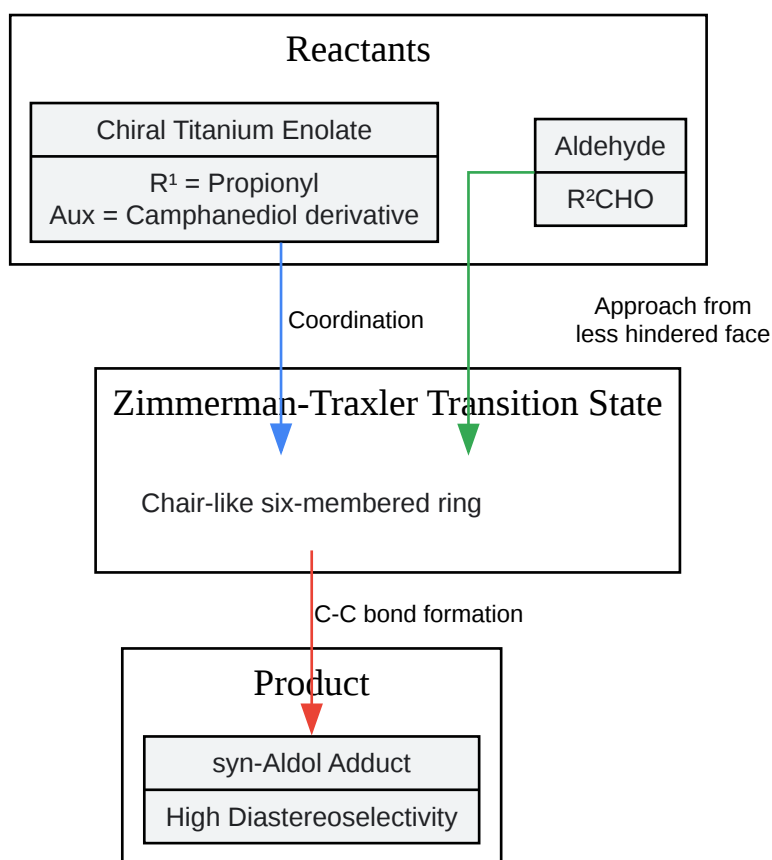 Reactants
Chiral Titanium Enolate
R¹ = Propionyl
Aux = Camphanediol derivative
Aldehyde
R²CHO
Coordination
Approach from
less hindered face
Zimmerman-Traxler Transition State
Chair-like six-membered ring
C-C bond formation
Product
syn-Aldol Adduct
High Diastereoselectivity